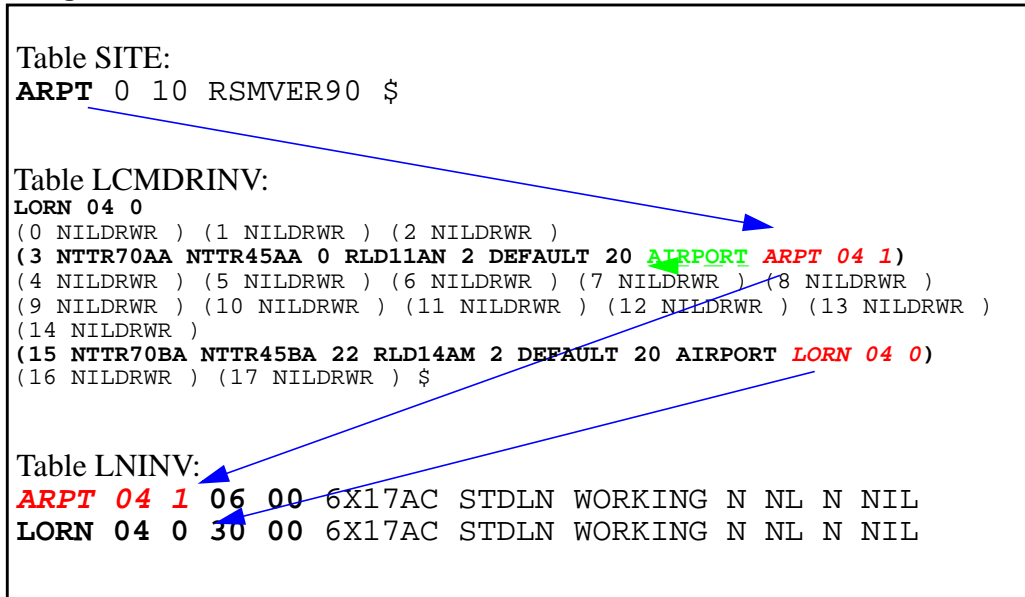 Table SITE:
ARPT 0 10 RSMVER90 $
Table LCMDRINV:
LORN 04 0
(0 NILDRWR ) (1 NILDRWR ) (2 NILDRWR )
(3 NTTR70AA NTTR45AA 0 RLD11AN 2 DEFAULT 20 AIRPORT ARPT 04 1)
(4 NILDRWR ) (5 NILDRWR ) (6 NILDRWR ) (7 NILDRWR ) (8 NILDRWR )
(9 NILDRWR ) (10 NILDRWR ) (11 NILDRWR ) (12 NILDRWR ) (13 NILDRWR )
(14 NILDRWR )
(15 NTTR70BA NTTR45BA 22 RLD14AM 2 DEFAULT 20 AIRPORT LORN 04 0)
(16 NILDRWR ) (17 NILDRWR ) $
Table LNINV:
ARPT 04 1 06 00 6X17AC STDLN WORKING N NL N NIL
LORN 04 0 30 00 6X17AC STDLN WORKING N NL N NIL